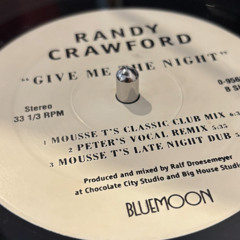 RANDY
CRAWFORD
"GIVE ME THE NIGHT"
Stereo
33 1/3 RPM
1 MOUSSE T'S CLASSIC CLUB MIX
2 PETER'S VOCAL REMIX 5:35
3 MOUSSE T'S LATE NIGHT DUB
Produced and mixed by Ralf Droesemeyer
at Chocolate City Studio and Big House Studio
BLUEMOON